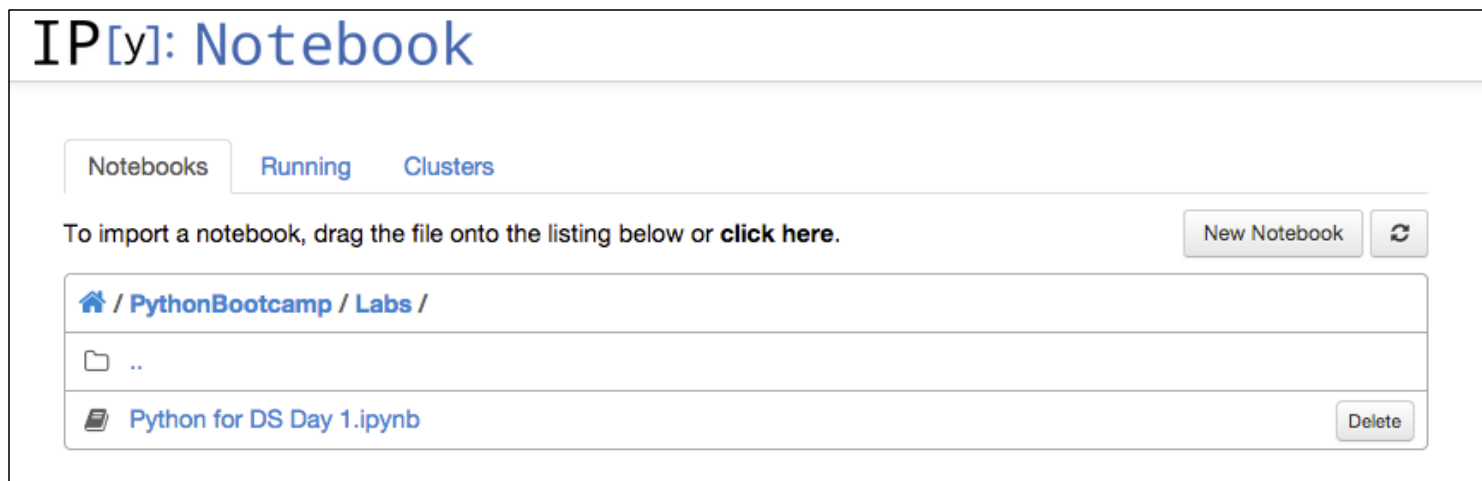 IP[y]: Notebook
Notebooks Running Clusters
To import a notebook, drag the file onto the listing below or click here. New Notebook
/ PythonBootcamp / Labs /
..
Python for DS Day 1.ipynb Delete